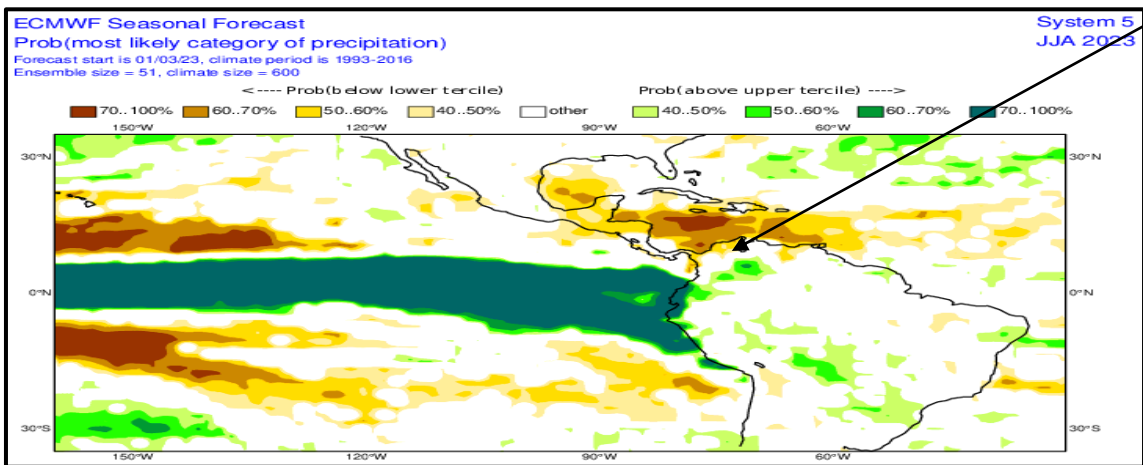 ECMWF Seasonal Forecast
System 5
Prob(most likely category of precipitation)
JJA 2023
Forecast start is 01/03/23, climate period is 1993-2016
Ensemble size = 51, climate size = 600
<---- Prob(below lower tercile)
Prob(above upper tercile) ---->
70..100% 60..70% 50..60% 40..50% other 40..50% 50..60% 60..70% 70..100%
150°W 120°W 90°W 60°W
30°N 30°N
0°N 0°N
30°S 30°S
150°W 120°W 90°W 60°W